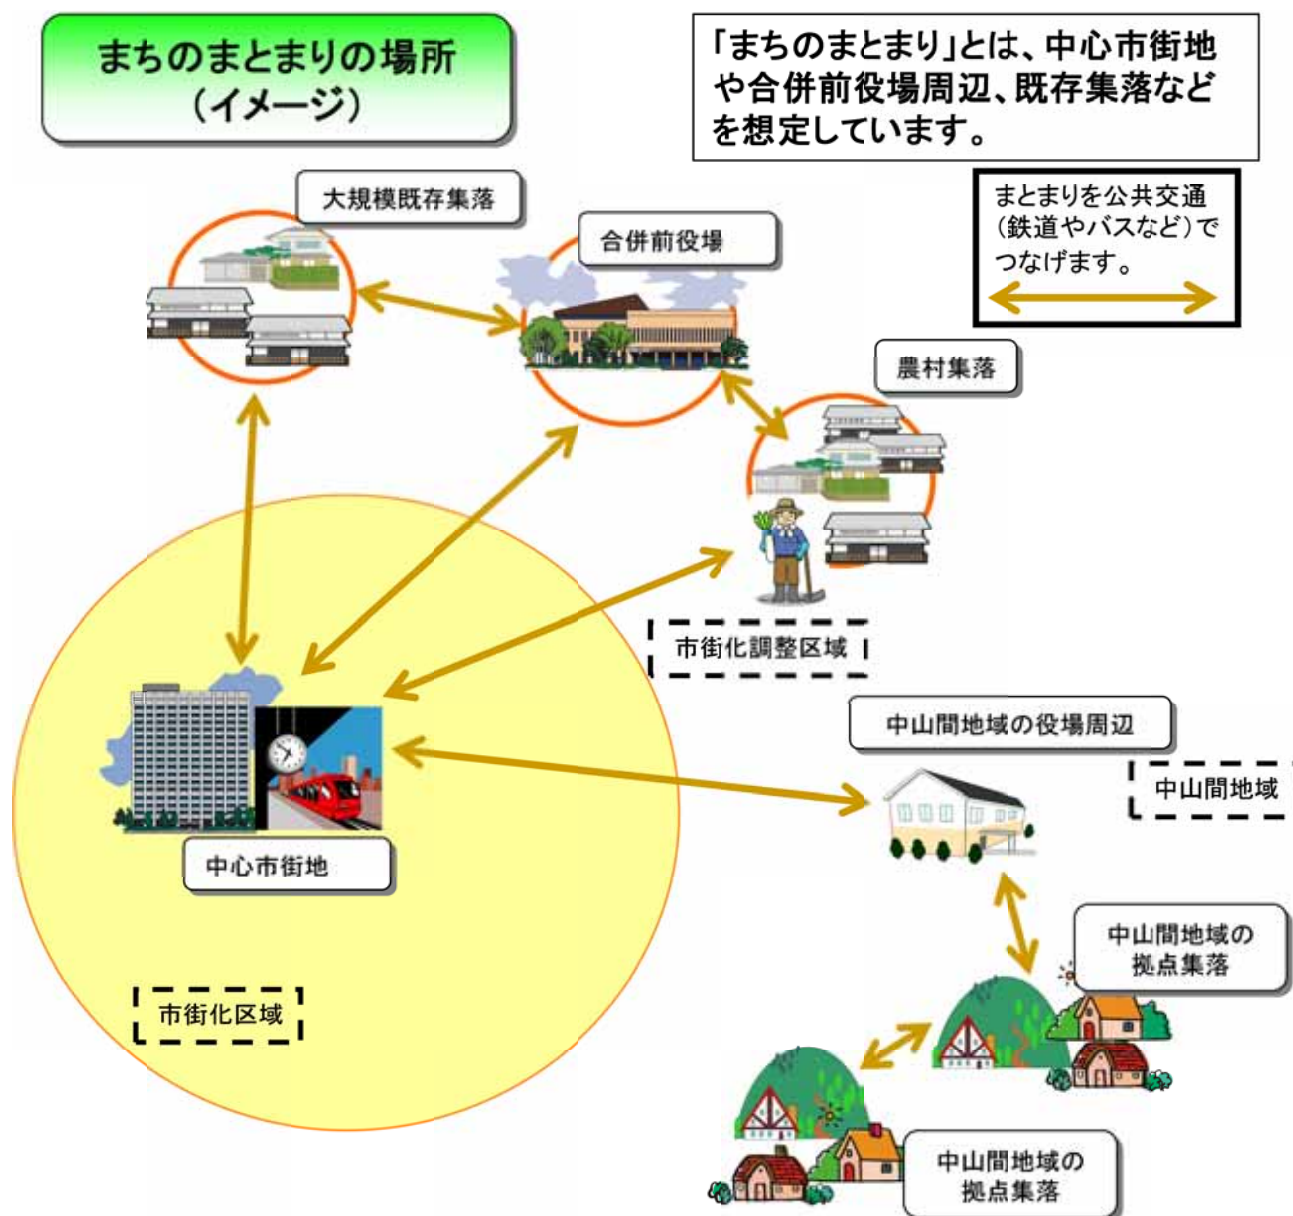 まちのまとまりの場所
（イメージ）
「まちのまとまり」とは、中心市街地
や合併前役場周辺、既存集落など
を想定しています。
まとまりを公共交通
（鉄道やバスなど）で
つなげます。
大規模既存集落
合併前役場
農村集落
市街化調整区域
中山間地域の役場周辺
中山間地域
中心市街地
中山間地域の
拠点集落
市街化区域
中山間地域の
拠点集落